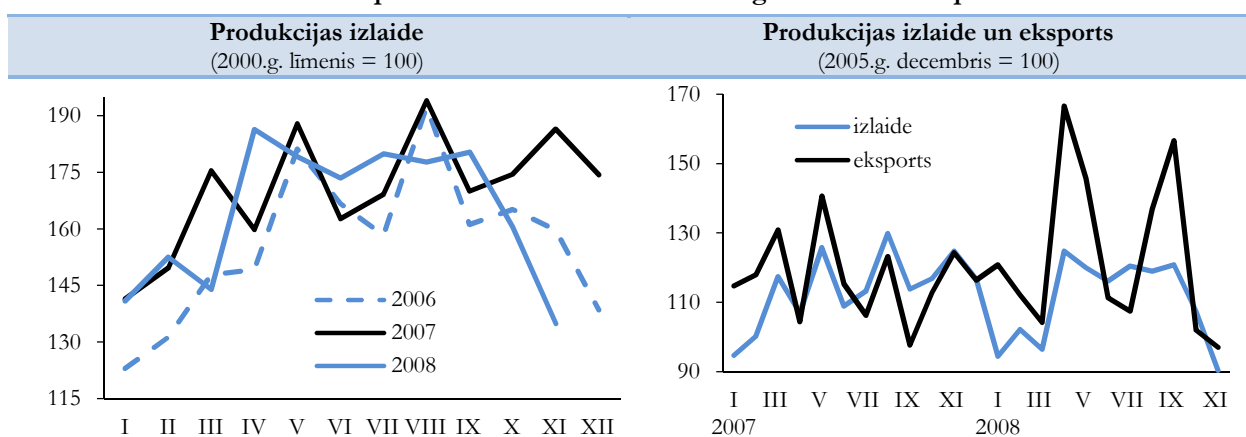 Produkcijas izlaide
(2000.g. līmenis = 100)
190
175
160
145
130
115
2006
2007
2008
I II III IV V VI VII VIII IX X XI XII
Produkcijas izlaide un eksports
(2005.g. decembris = 100)
170
150
130
110
90
izlaide
eksports
I III V VII IX XI I III V VII IX XI
2007 2008